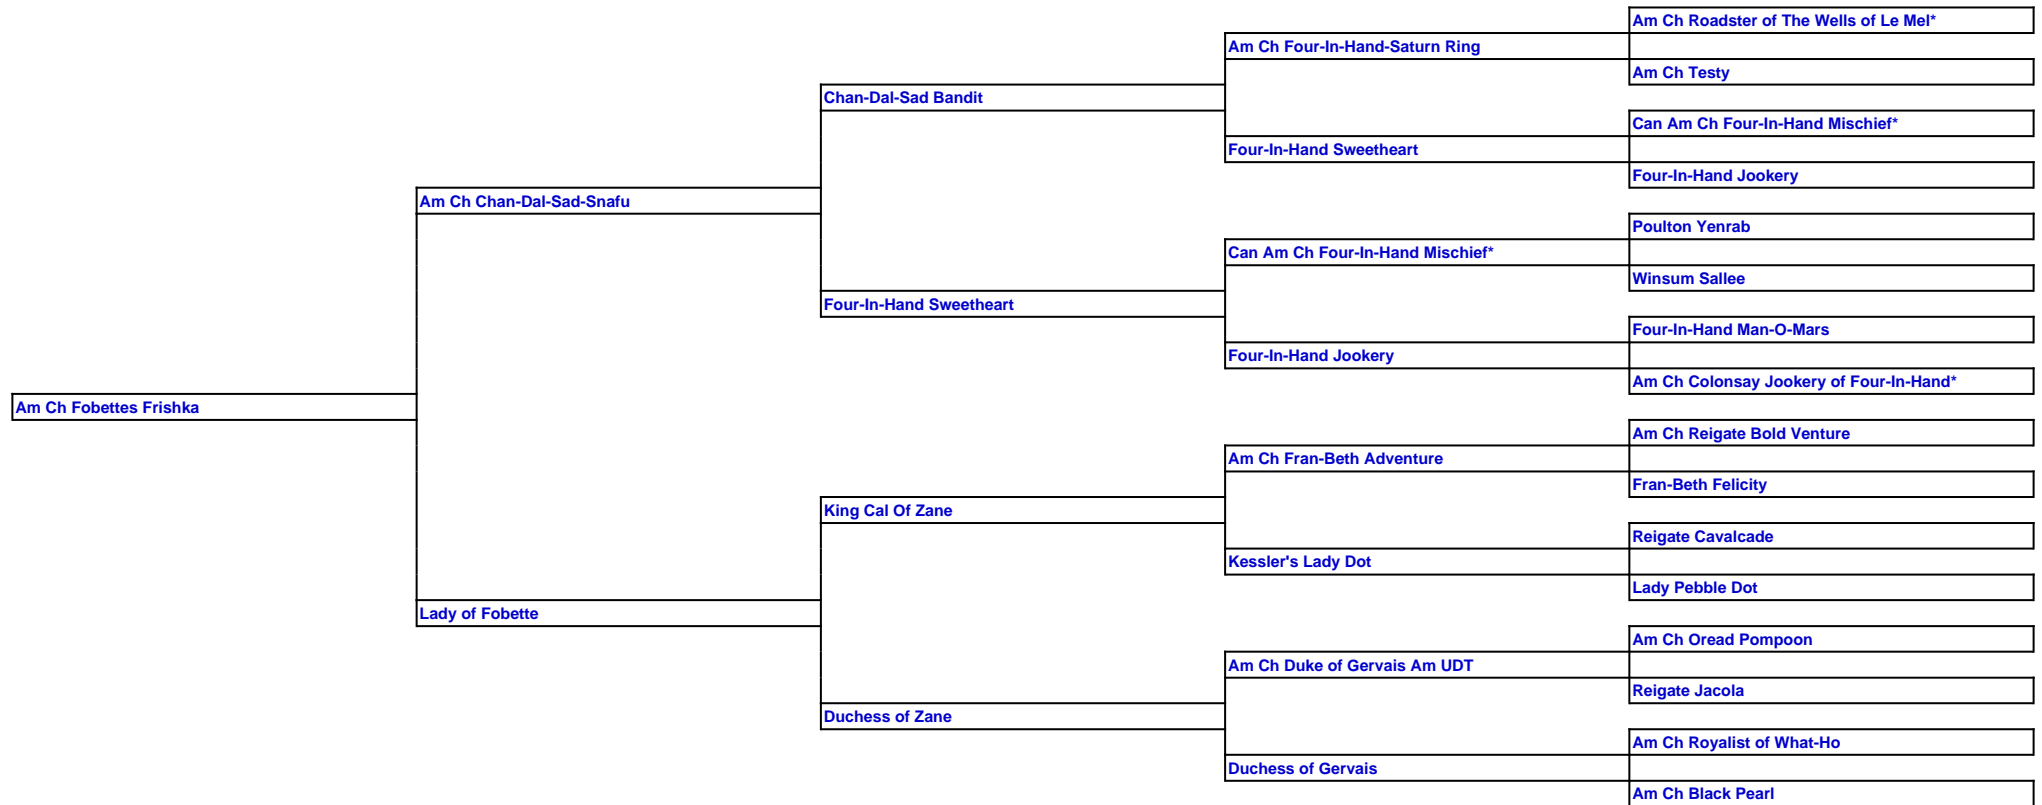 Am Ch Roadster of The Wells of Le Mel*
Am Ch Four-In-Hand-Saturn Ring
Am Ch Testy
Chan-Dal-Sad Bandit
Can Am Ch Four-In-Hand Mischief*
Four-In-Hand Sweetheart
Four-In-Hand Jookery
Am Ch Chan-Dal-Sad-Snafu
Poulton Yenrab
Can Am Ch Four-In-Hand Mischief*
Winsum Sallee
Four-In-Hand Sweetheart
Four-In-Hand Man-O-Mars
Four-In-Hand Jookery
Am Ch Colonsay Jookery of Four-In-Hand*
Am Ch Fobettes Frishka
Am Ch Reigate Bold Venture
Am Ch Fran-Beth Adventure
Fran-Beth Felicity
King Cal Of Zane
Reigate Cavalcade
Kessler's Lady Dot
Lady Pebble Dot
Lady of Fobette
Am Ch Oread Pompoon
Am Ch Duke of Gervais Am UDT
Reigate Jacola
Duchess of Zane
Am Ch Royalist of What-Ho
Duchess of Gervais
Am Ch Black Pearl